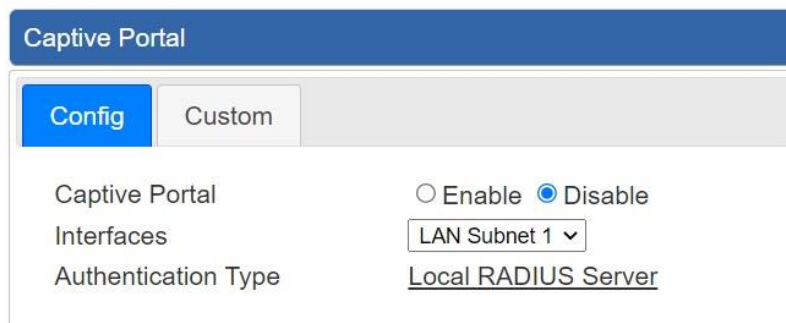 Captive Portal
Config Custom
Captive Portal Enable Disable
Interfaces LAN Subnet 1
Authentication Type Local RADIUS Server